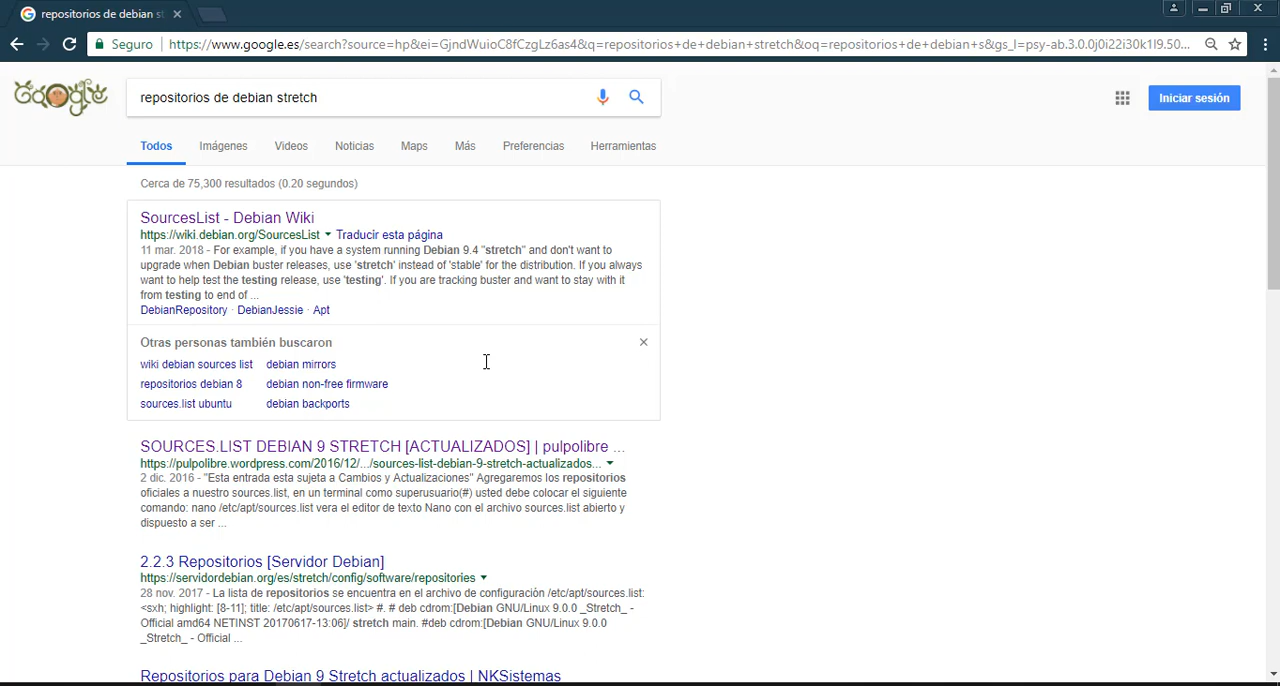 repositorios de debian st
Seguro
https://www.google.es/search?source=hp&ei=GjndWuioC8fCzgLz6as4&q=repositorios+de+debian+stretch&oq=repositorios+de+debian+s&gs_l=psy-ab.3.0.0j0i22i30k1l9.50...
Google
repositorios de debian stretch
Iniciar sesión
Todos Imágenes Videos Noticias Maps Más Preferencias Herramientas
Cerca de 75,300 resultados (0.20 segundos)
SourcesList - Debian Wiki
https://wiki.debian.org/SourcesList Traducir esta página
11 mar. 2018 - For example, if you have a system running Debian 9.4 "stretch" and don't want to
upgrade when Debian buster releases, use 'stretch' instead of 'stable' for the distribution. If you always
want to help test the testing release, use 'testing'. If you are tracking buster and want to stay with it
from testing to end of ...
DebianRepository · DebianJessie · Apt
Otras personas también buscaron
wiki debian sources list debian mirrors
repositorios debian 8 debian non-free firmware
sources.list ubuntu debian backports
SOURCES.LIST DEBIAN 9 STRETCH [ACTUALIZADOS] | pulpolibre ...
https://pulpolibre.wordpress.com/2016/12/.../sources-list-debian-9-stretch-actualizados...
2 dic. 2016 - "Esta entrada esta sujeta a Cambios y Actualizaciones" Agregaremos los repositorios
oficiales a nuestro sources.list, en un terminal como superusuario(#) usted debe colocar el siguiente
comando: nano /etc/apt/sources.list vera el editor de texto Nano con el archivo sources.list abierto y
dispuesto a ser ...
2.2.3 Repositorios [Servidor Debian]
https://servidordebian.org/es/stretch/config/software/repositories
28 nov. 2017 - La lista de repositorios se encuentra en el archivo de configuración /etc/apt/sources.list:
<sxh; highlight: [8-11]; title: /etc/apt/sources.list> #. # deb cdrom:[Debian GNU/Linux 9.0.0 _Stretch_ -
Official amd64 NETINST 20170617-13:06]/ stretch main. #deb cdrom:[Debian GNU/Linux 9.0.0
_Stretch_ - Official ...
Repositorios para Debian 9 Stretch actualizados | NKSistemas